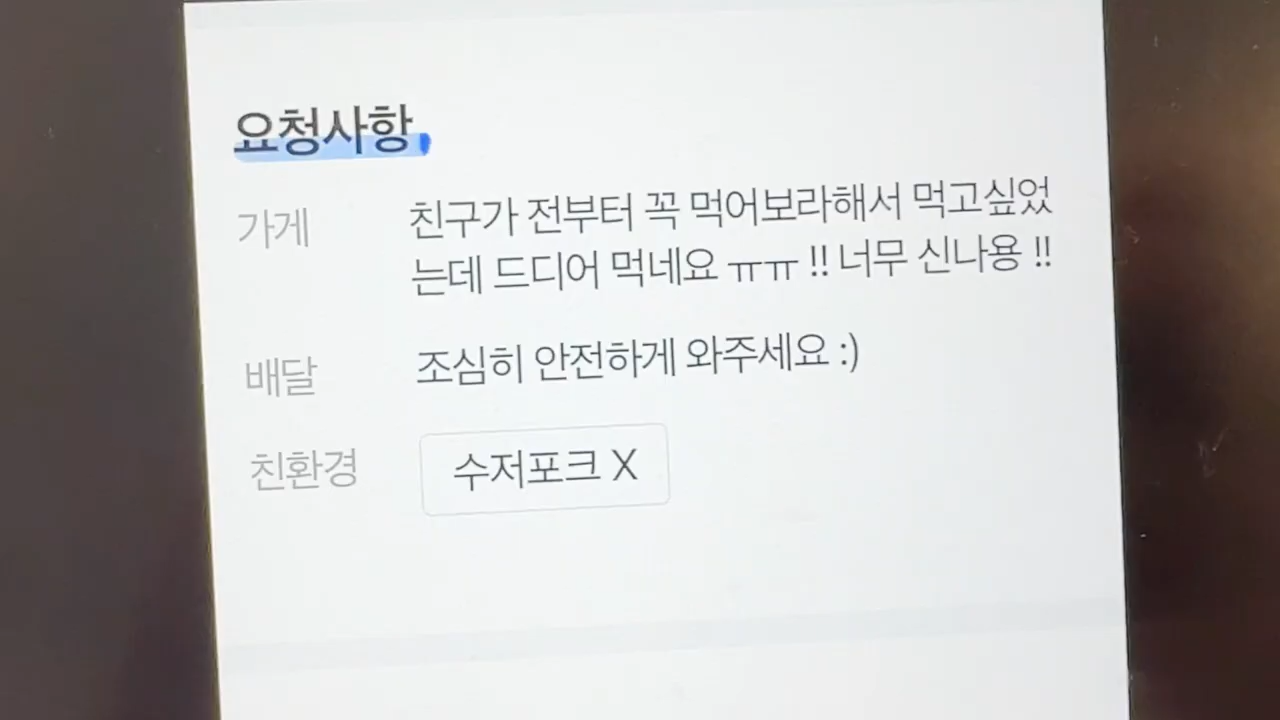 요청사항
가게 친구가 전부터 꼭 먹어보라해서 먹고싶었
는데 드디어 먹네요 ㅠㅠ !! 너무 신나용 !!
배달 조심히 안전하게 와주세요 :)
친환경 수저포크 X